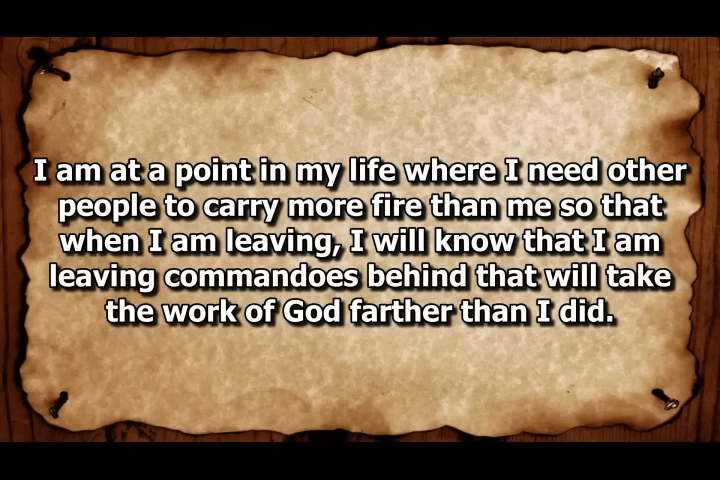 I am at a point in my life where I need other
people to carry more fire than me so that
when I am leaving, I will know that I am
leaving commandoes behind that will take
the work of God farther than I did.